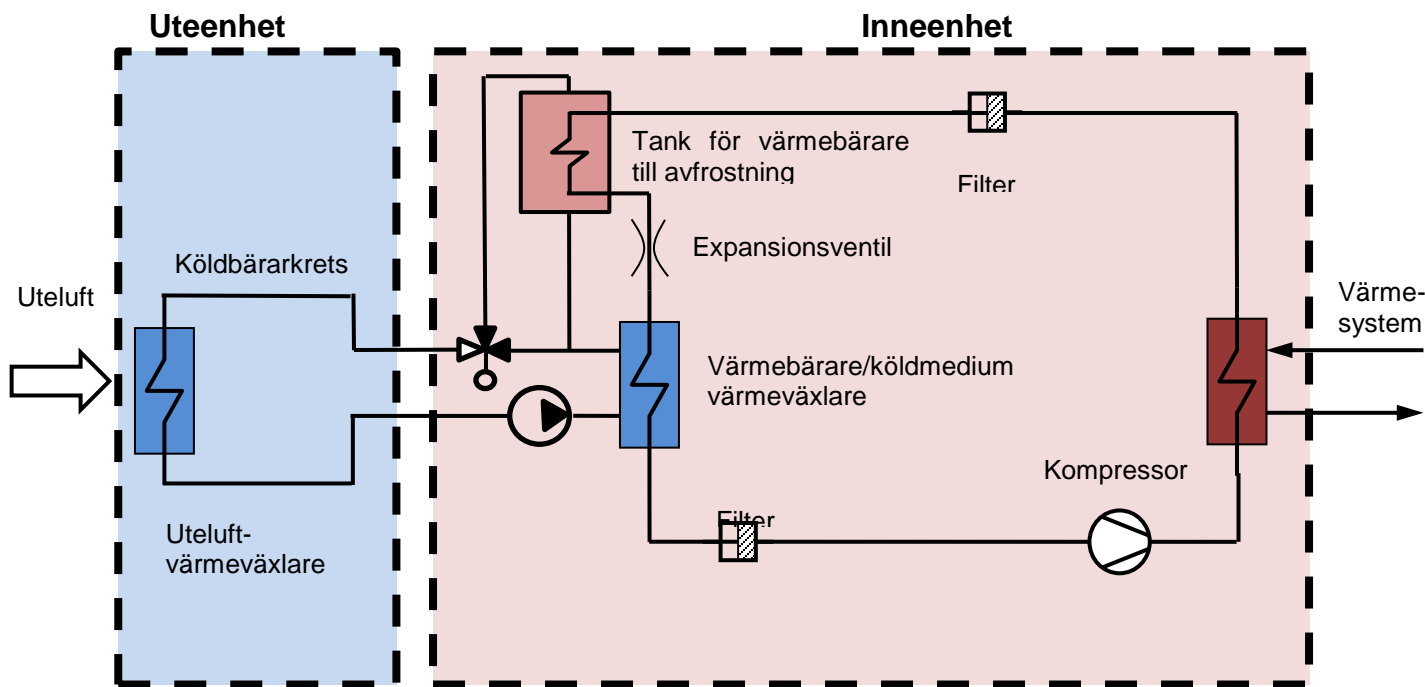 Uteenhet
Inneenhet
Tank för värmebärare
till avfrostning
Filter
Expansionsventil
Köldbärarkrets
Uteluft
Värme-
system
Värmebärare/köldmedium
värmeväxlare
Kompressor
Filter
Uteluft-
värmeväxlare